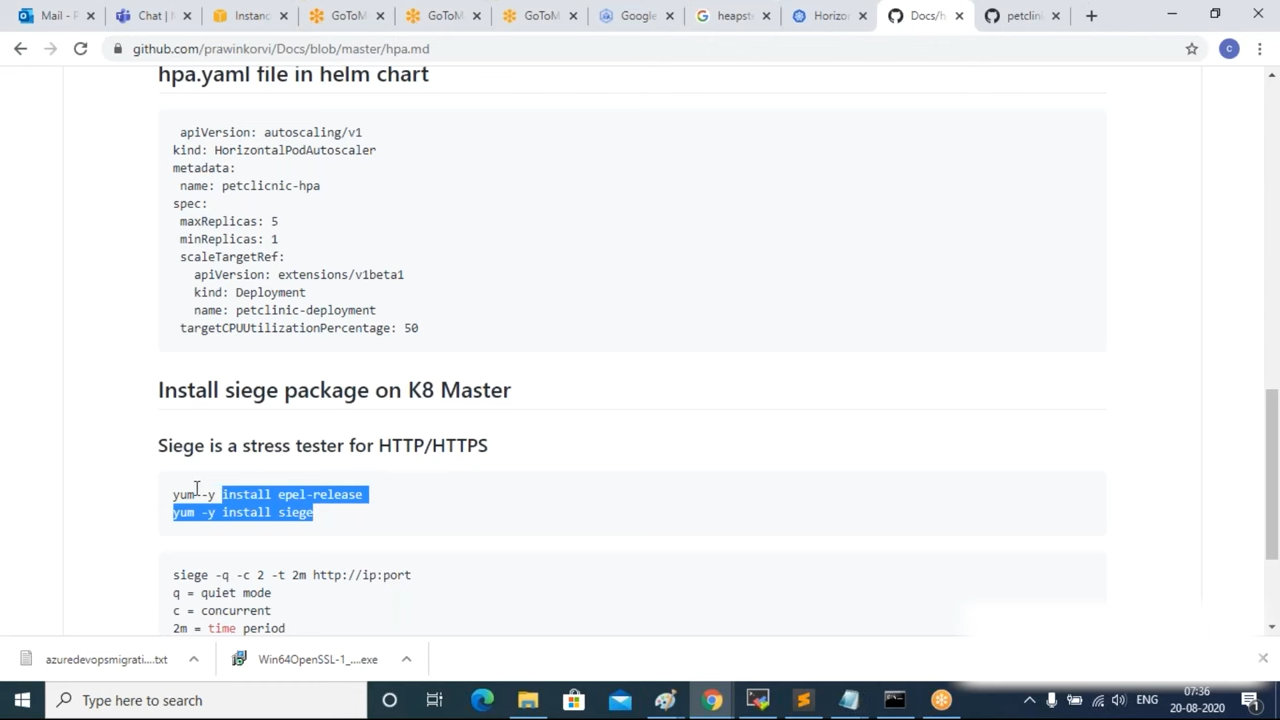 Mail - P
Chat | N
Instanc
GoToM
GoToM
GoToM
Google
heapste
Horizon
Docs/h
petclini
github.com/prawinkorvi/Docs/blob/master/hpa.md
c
hpa.yaml file in helm chart
apiVersion: autoscaling/v1
kind: HorizontalPodAutoscaler
metadata:
name: petclicnic-hpa
spec:
maxReplicas: 5
minReplicas: 1
scaleTargetRef:
apiVersion: extensions/v1beta1
kind: Deployment
name: petclinic-deployment
targetCPUUtilizationPercentage: 50
Install siege package on K8 Master
Siege is a stress tester for HTTP/HTTPS
yum -y install epel-release
yum -y install siege
siege -q -c 2 -t 2m http://ip:port
q = quiet mode
c = concurrent
2m = time period
azuredevopsmigrati....txt
Win64OpenSSL-1_....exe
Type here to search
ENG
07:36
20-08-2020
1